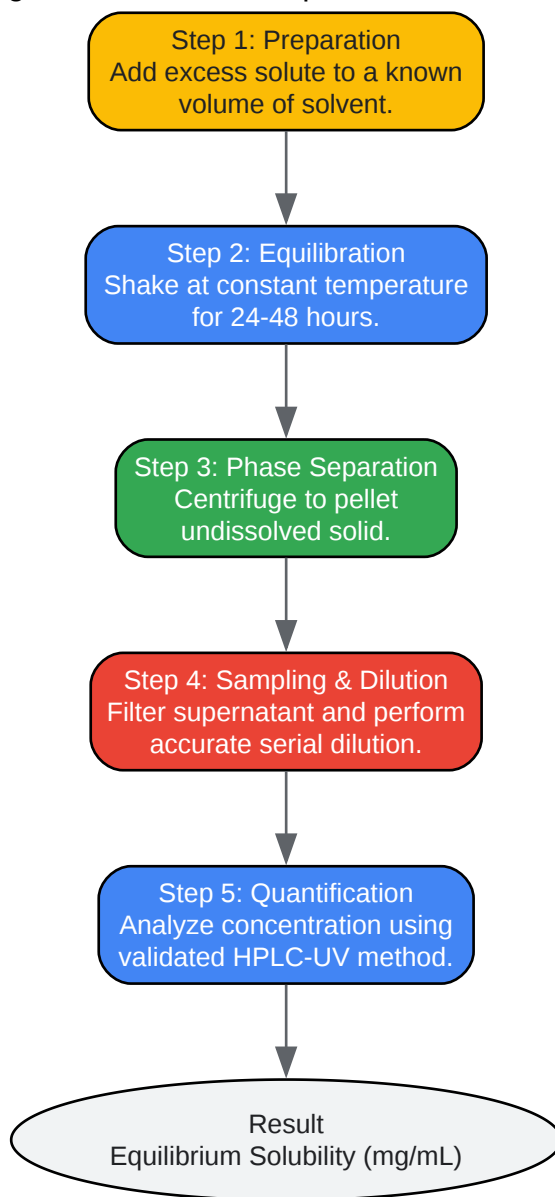 Step 1: Preparation
Add excess solute to a known
volume of solvent.
Step 2: Equilibration
Shake at constant temperature
for 24-48 hours.
Step 3: Phase Separation
Centrifuge to pellet
undissolved solid.
Step 4: Sampling & Dilution
Filter supernatant and perform
accurate serial dilution.
Step 5: Quantification
Analyze concentration using
validated HPLC-UV method.
Result
Equilibrium Solubility (mg/mL)